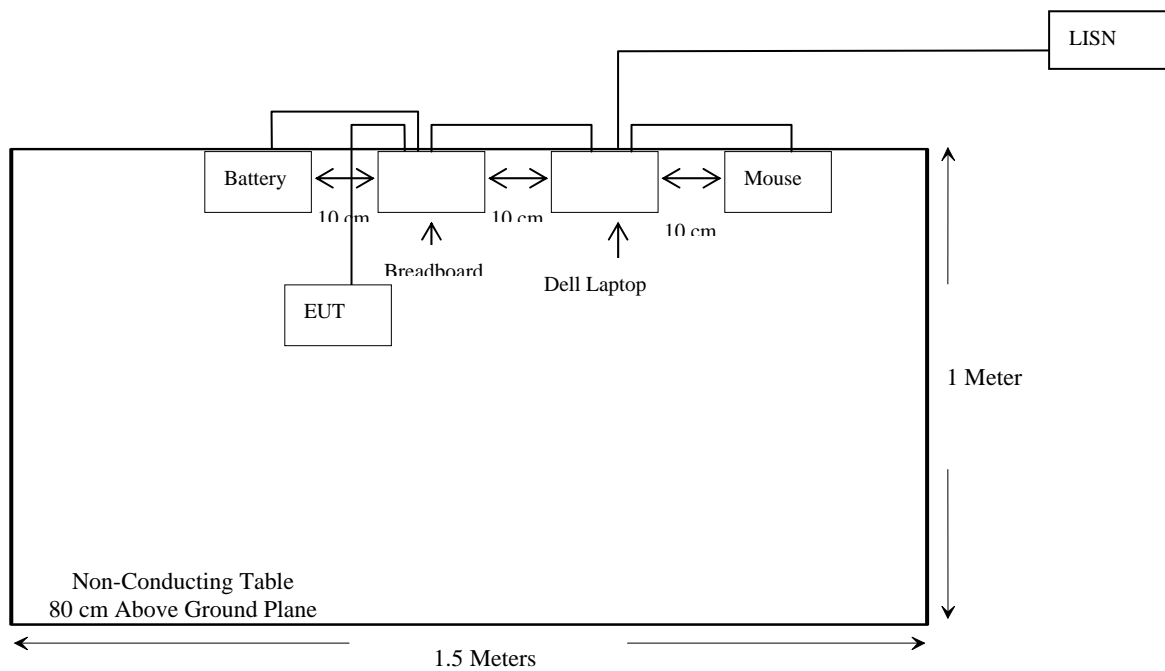 LISN
Battery
Mouse
10 cm
10 cm
10 cm
Breadboard
Dell Laptop
EUT
1 Meter
Non-Conducting Table
80 cm Above Ground Plane
1.5 Meters